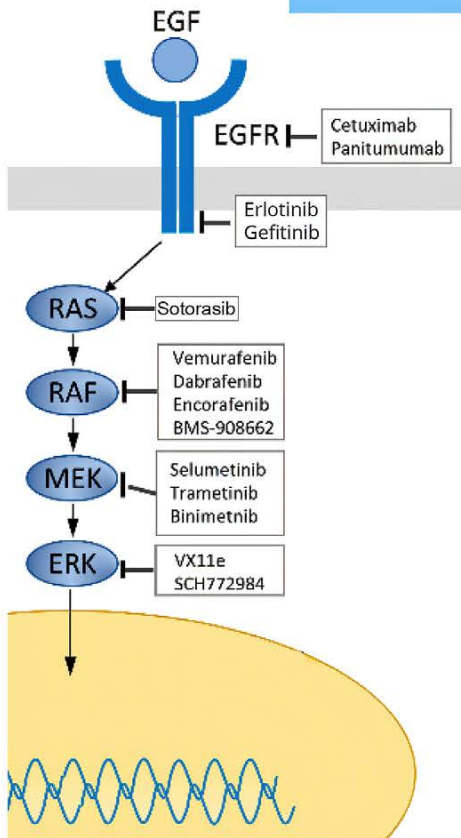 EGF
EGFR
Cetuximab
Panitumumab
Erlotinib
Gefitinib
RAS
Sotorasib
RAF
Vemurafenib
Dabrafenib
Encorafenib
BMS-908662
MEK
Selumetinib
Trametinib
Binimetnib
ERK
VX11e
SCH772984